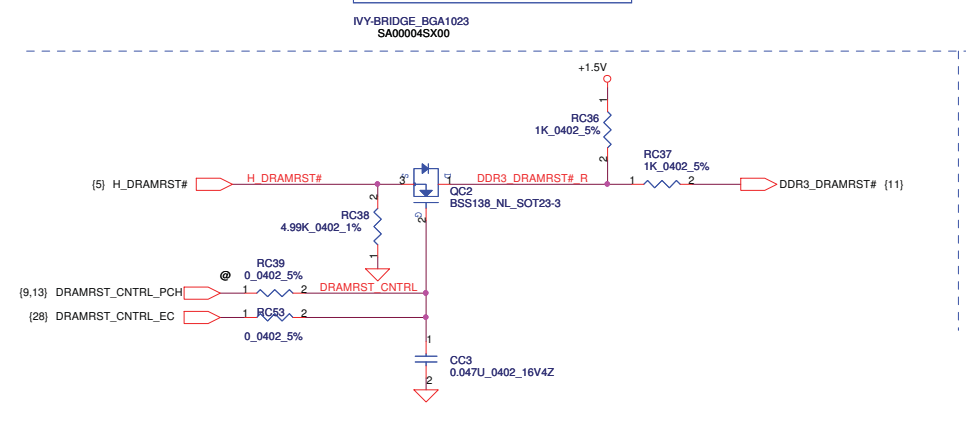 IVY-BRIDGE_BGA1023
SA00004SX00
+1.5V
1
RC36
1K_0402_5%
2
RC37
1K_0402_5%
{5} H_DRAMRST#
H_DRAMRST#
3
S
D
1
DDR3_DRAMRST#_R
1
2
DDR3_DRAMRST# {11}
QC2
BSS138_NL_SOT23-3
G
2
2
RC38
4.99K_0402_1%
1
@
RC39
0_0402_5%
{9,13} DRAMRST_CNTRL_PCH
1
2
DRAMRST_CNTRL
{28} DRAMRST_CNTRL_EC
1
RC53
2
0_0402_5%
1
CC3
0.047U_0402_16V4Z
2